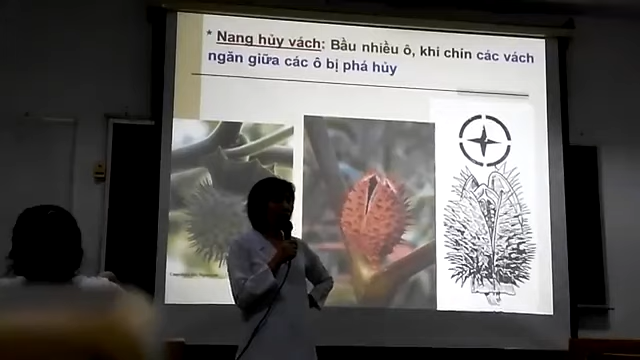 * Nang hủy vách: Bầu nhiều ô, khi chín các vách
ngăn giữa các ô bị phá hủy